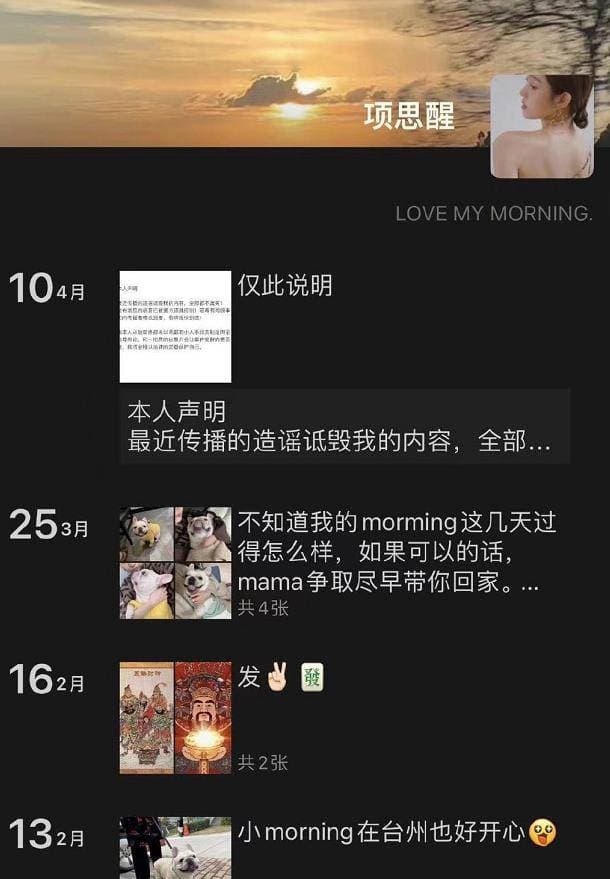 项思醒
LOVE MY MORNING.
10 4月
仅此说明
本人声明
本人声明
最近传播的造谣诋毁我的内容，全部...
25 3月
不知道我的morming这几天过
得怎么样，如果可以的话，
mama争取尽早带你回家。...
共4张
16 2月
发✌🏻 發
共2张
13 2月
小morning在台州也好开心